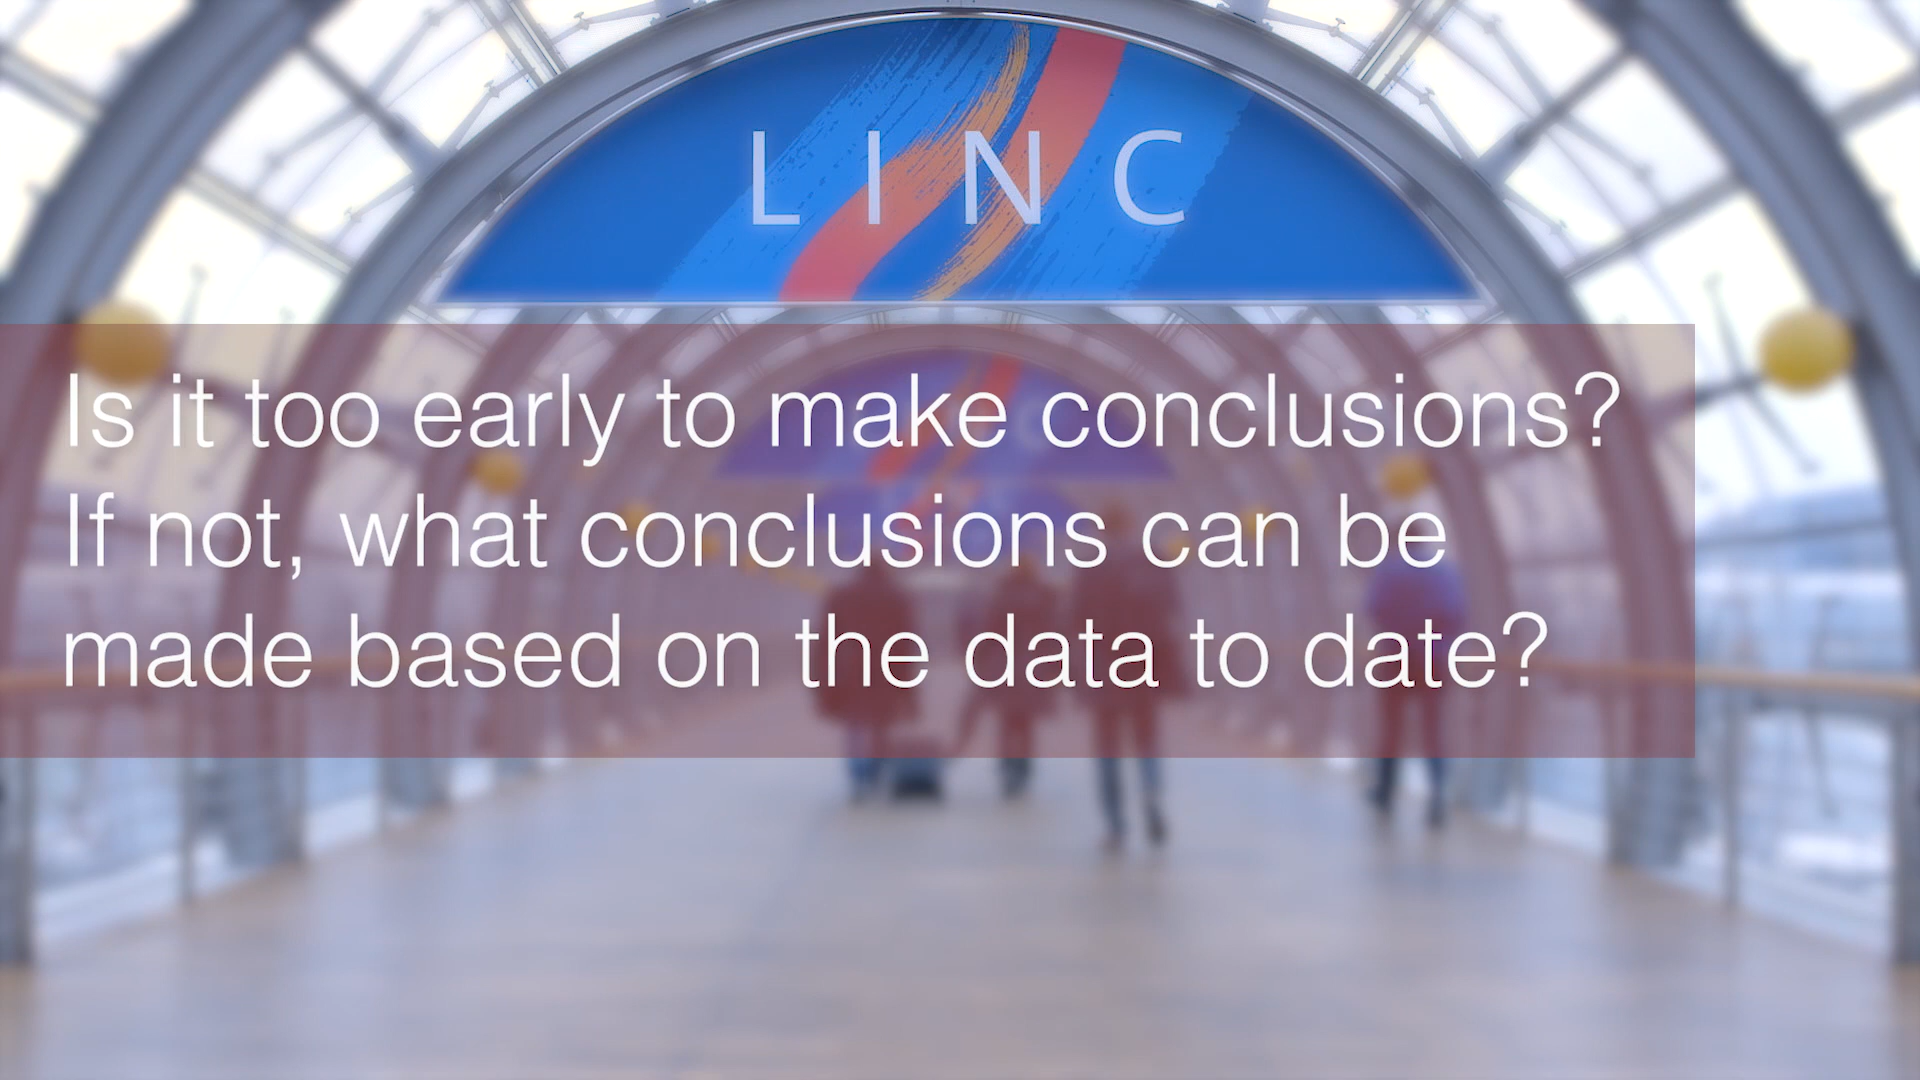 LINC
Is it too early to make conclusions?
If not, what conclusions can be
made based on the data to date?